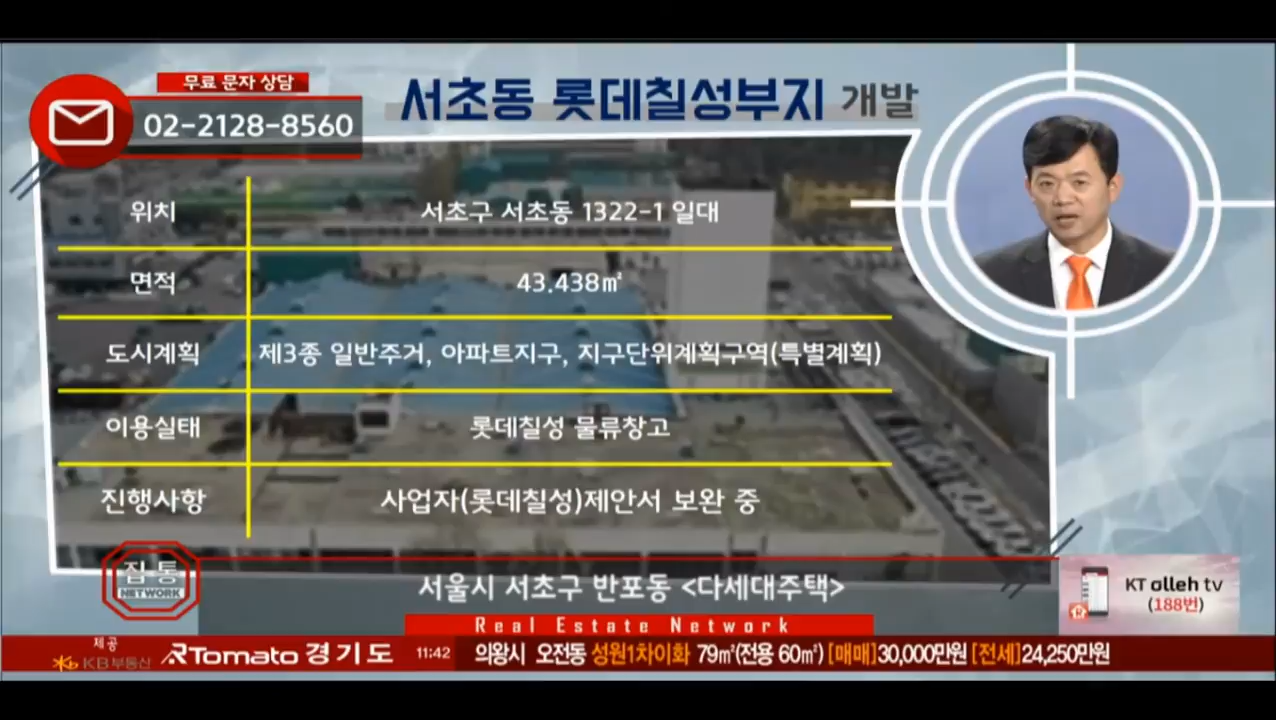 무료 문자 상담
02-2128-8560
서초동 롯데칠성부지 개발
위치 서초구 서초동 1322-1 일대
면적 43.438㎡
도시계획 제3종 일반주거, 아파트지구, 지구단위계획구역(특별계획)
이용실태 롯데칠성 물류창고
진행사항 사업자(롯데칠성)제안서 보완 중
집통
NETWORK
서울시 서초구 반포동 <다세대주택>
Real Estate Network
KT olleh tv
(188번)
제공
KB부동산
RTomato 경기도 11:42 의왕시 오전동 성원1차이화 79㎡(전용 60㎡) [매매]30,000만원 [전세]24,250만원